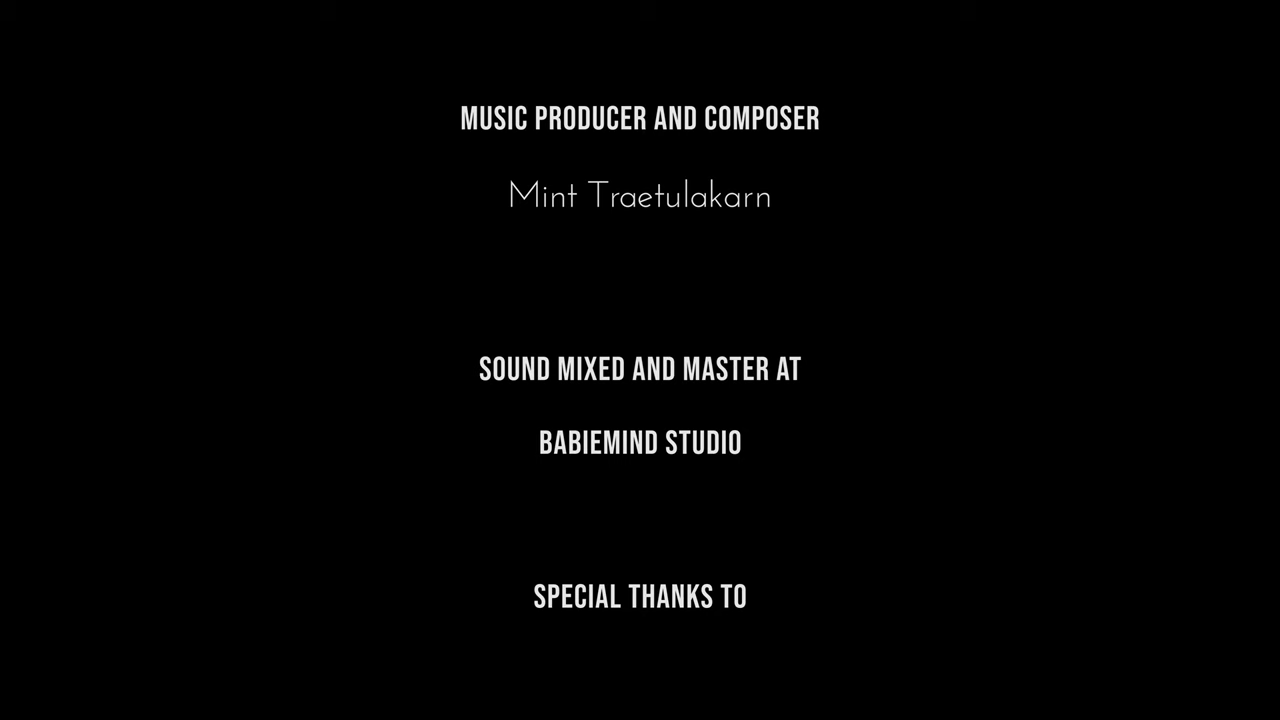 MUSIC PRODUCER AND COMPOSER
Mint Traetulakarn
SOUND MIXED AND MASTER AT
BABIEMIND STUDIO
SPECIAL THANKS TO